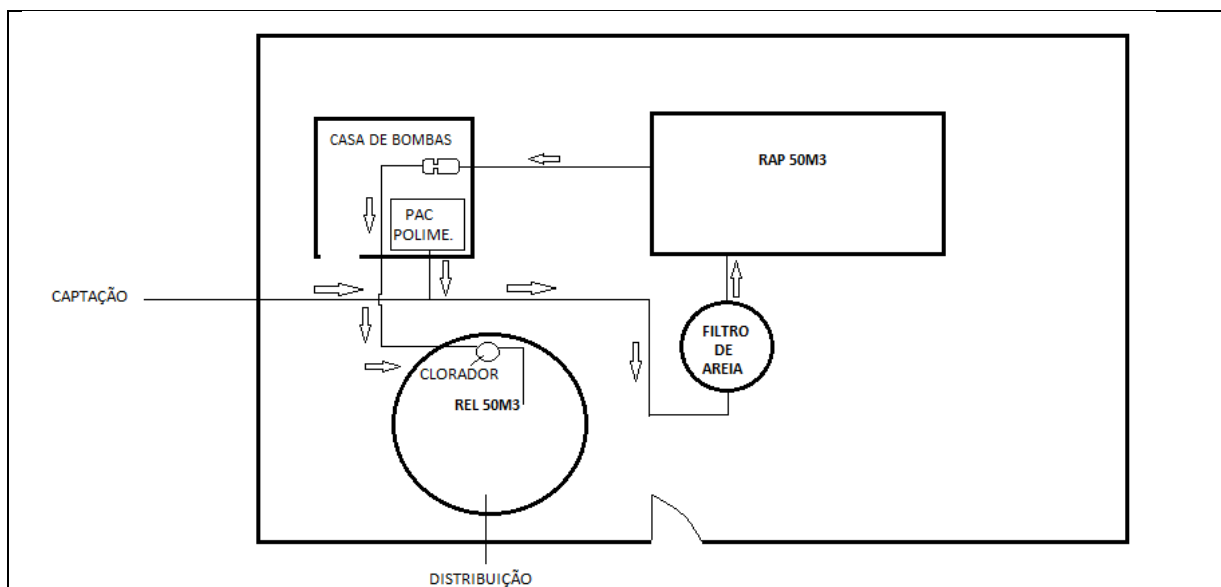 CASA DE BOMBAS
RAP 50M3
PAC
POLIME.
CAPTAÇÃO
FILTRO
DE
AREIA
CLORADOR
REL 50M3
DISTRIBUIÇÃO